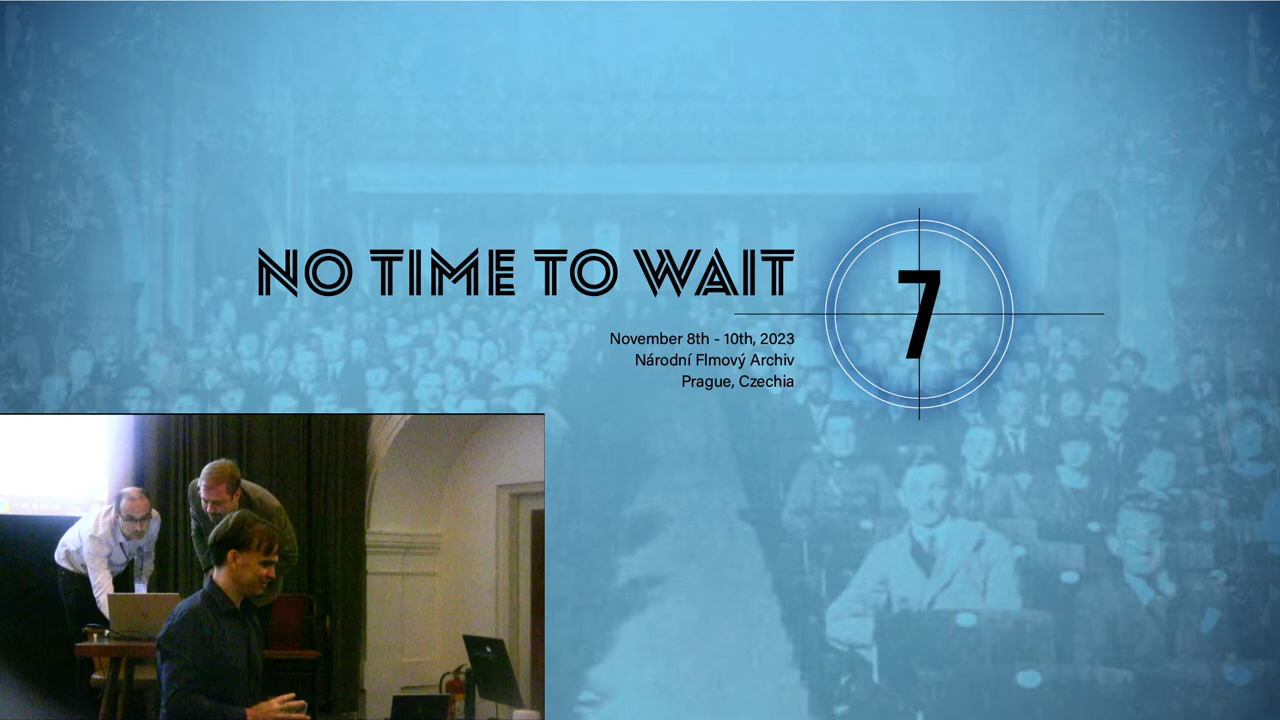 NO TIME TO WAIT
7
November 8th - 10th, 2023
Národní Flmový Archiv
Prague, Czechia